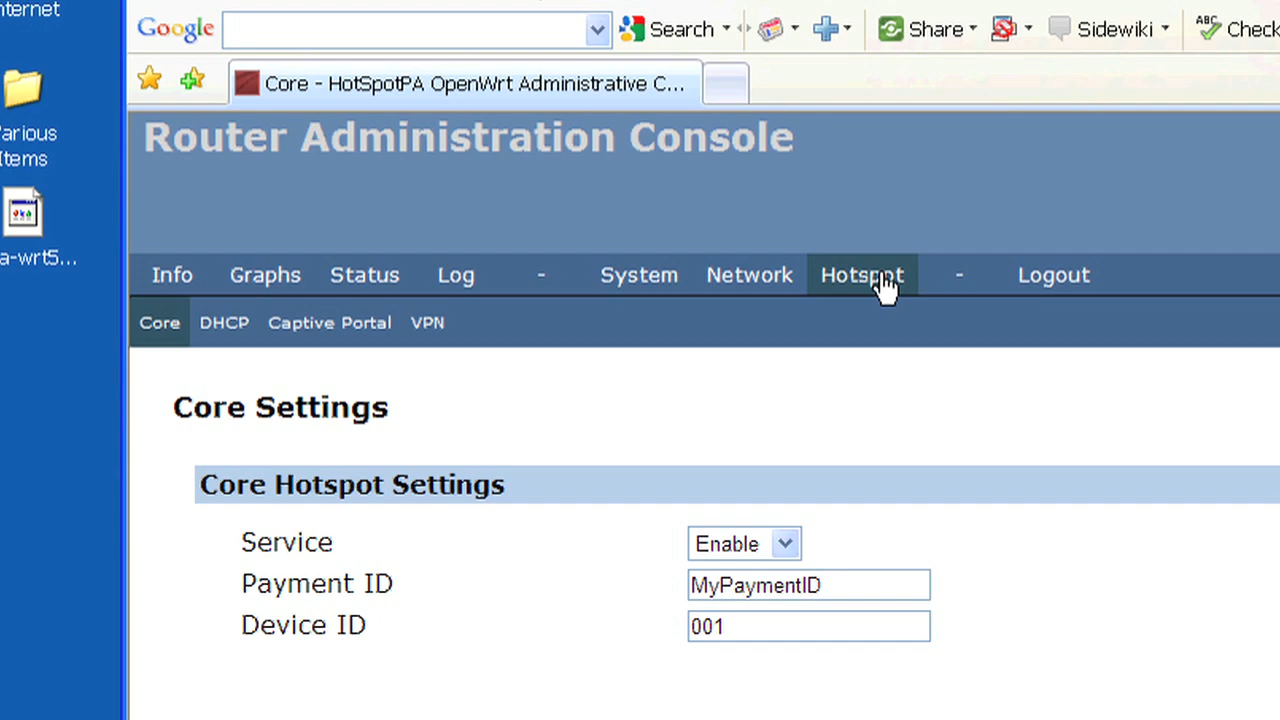 nternet
Google Search Share Sidewiki ABC Check
Core - HotSpotPA OpenWrt Administrative C...
arious
Items
a-wrt5...
Router Administration Console
Info Graphs Status Log - System Network Hotspot - Logout
Core DHCP Captive Portal VPN
Core Settings
Core Hotspot Settings
Service Enable
Payment ID MyPaymentID
Device ID 001